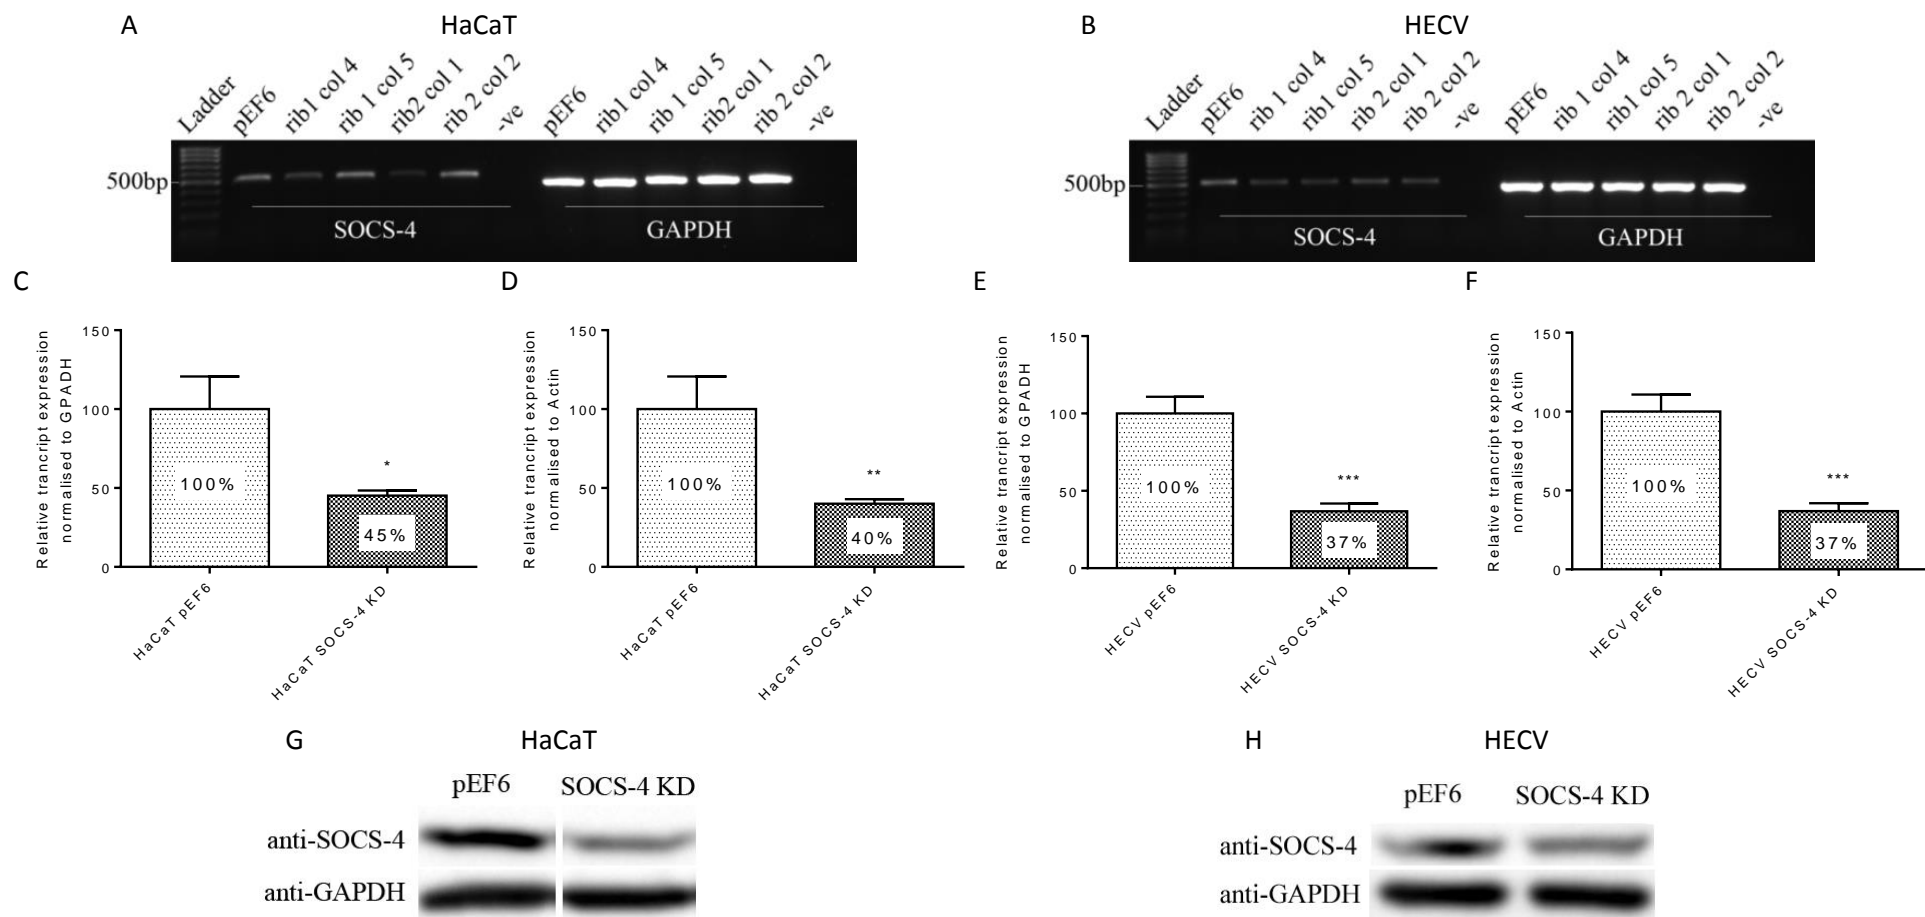 A
HaCaT
Ladder
pEF6
rib1 col 4
rib 1 col 5
rib2 col 1
rib 2 col 2
-ve
pEF6
rib1 col 4
rib 1 col 5
rib2 col 1
rib 2 col 2
-ve
500bp
SOCS-4
GAPDH
B
HECV
Ladder
pEF6
rib 1 col 4
rib1 col 5
rib 2 col 1
rib 2 col 2
-ve
pEF6
rib 1 col 4
rib1 col 5
rib 2 col 1
rib 2 col 2
-ve
500bp
SOCS-4
GAPDH
C
Relative trancript expression
normalised to GPADH
150
100
50
0
100%
*
45%
HaCaT pEF6
HaCaT SOCS-4 KD
D
Relative trancript expression
normalised to Actin
150
100
50
0
100%
**
40%
HaCaT pEF6
HaCaT SOCS-4 KD
E
Relative trancript expression
normalised to GPADH
150
100
50
0
100%
***
37%
HECV pEF6
HECV SOCS-4 KD
F
Relative trancript expression
normalised to Actin
150
100
50
0
100%
***
37%
HECV pEF6
HECV SOCS-4 KD
G
HaCaT
pEF6
SOCS-4 KD
anti-SOCS-4
anti-GAPDH
H
HECV
pEF6
SOCS-4 KD
anti-SOCS-4
anti-GAPDH